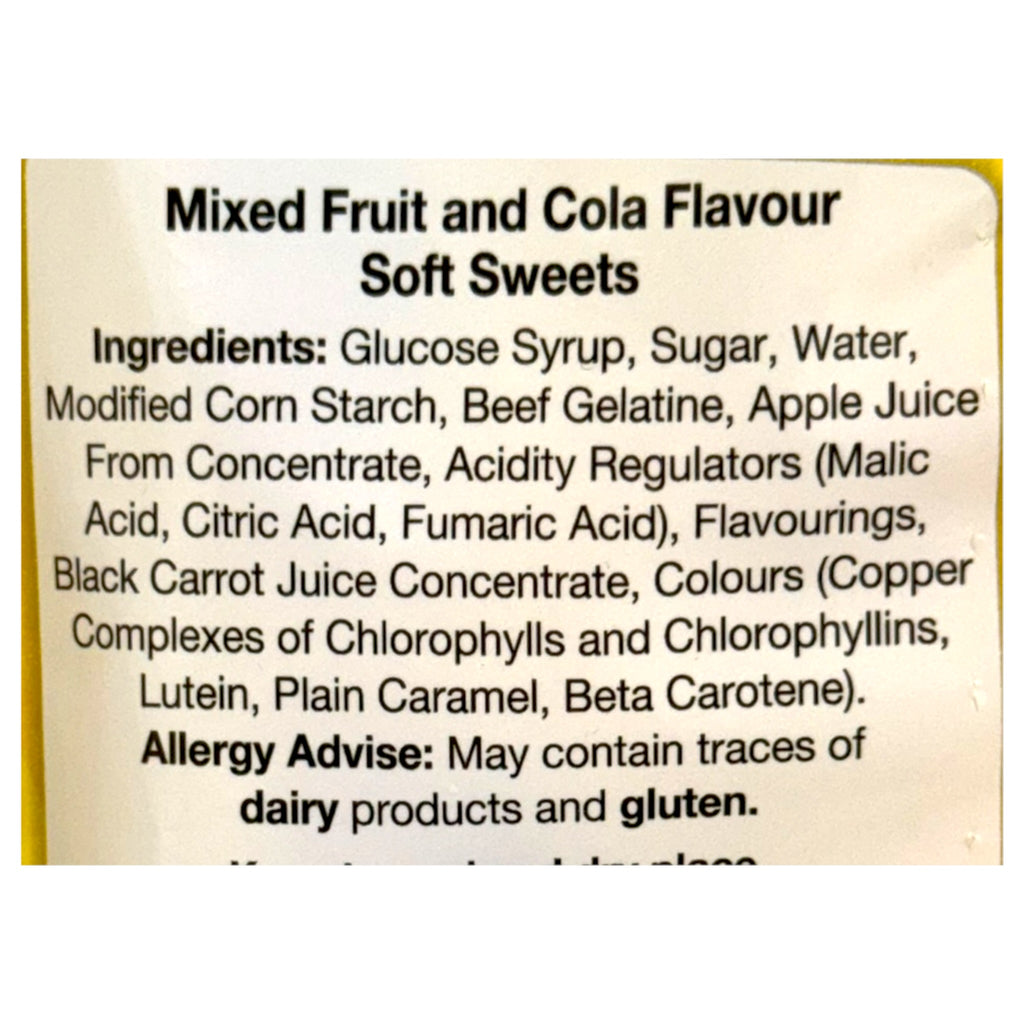 Mixed Fruit and Cola Flavour
Soft Sweets
Ingredients: Glucose Syrup, Sugar, Water,
Modified Corn Starch, Beef Gelatine, Apple Juice
From Concentrate, Acidity Regulators (Malic
Acid, Citric Acid, Fumaric Acid), Flavourings,
Black Carrot Juice Concentrate, Colours (Copper
Complexes of Chlorophylls and Chlorophyllins,
Lutein, Plain Caramel, Beta Carotene).
Allergy Advise: May contain traces of
dairy products and gluten.